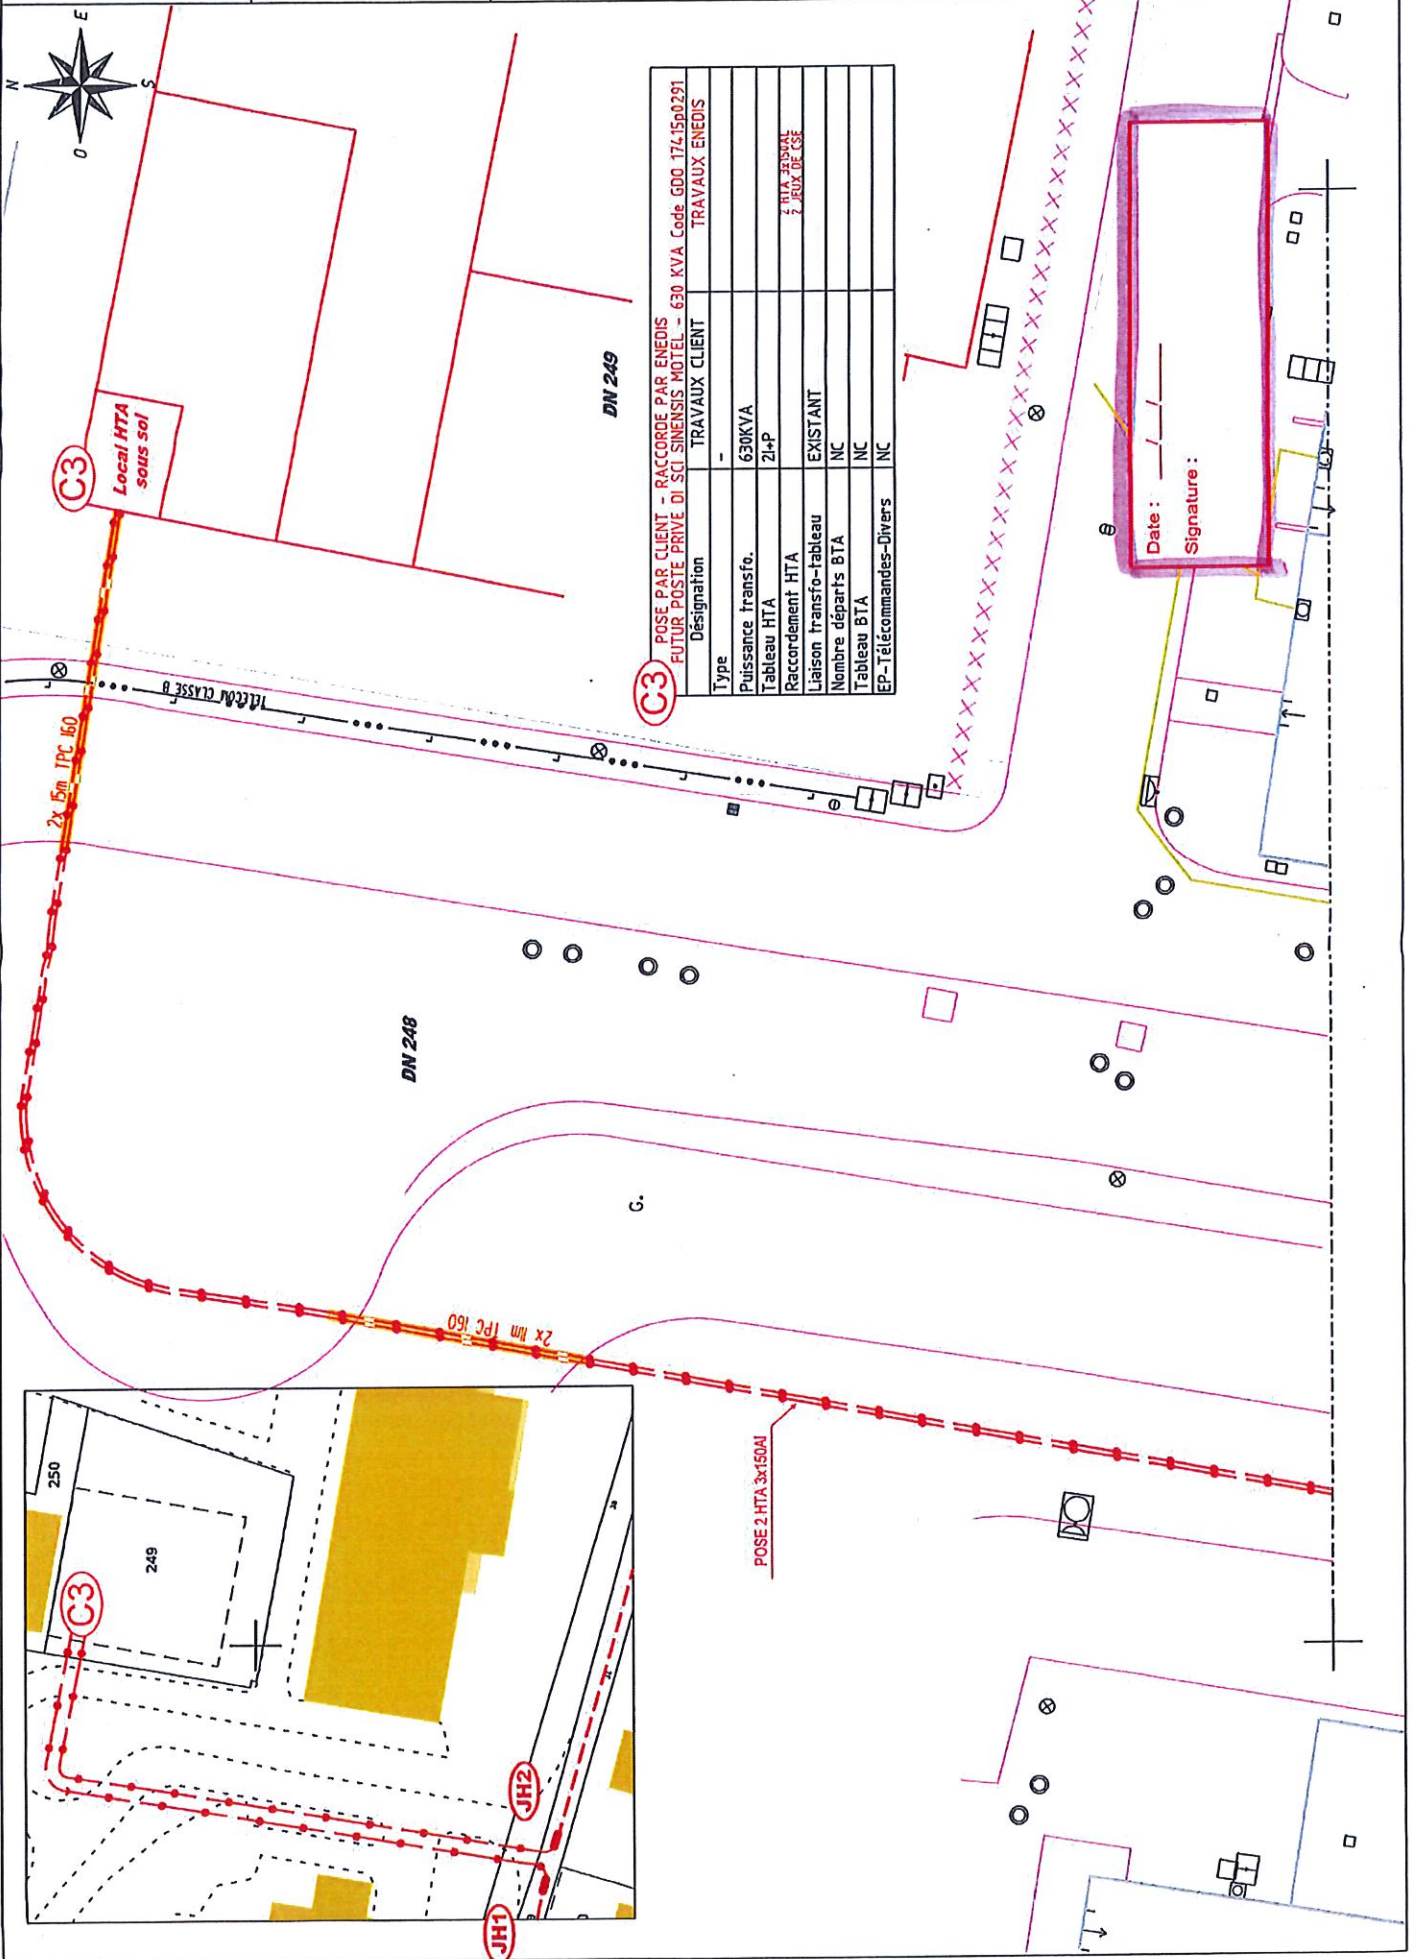 N
E
S
O
C3
Local HTA
sous sol
2x 15m TPC 160
TELECOM CLASSE B
DN 249
C3
POSE PAR CLIENT - RACCORDE PAR ENEDIS
FUTUR POSTE PRIVE DI SCI SINENSIS MOTEL - 630 KVA Code GDO 17415p0291
Désignation TRAVAUX CLIENT TRAVAUX ENEDIS
Type -
Puissance transfo. 630KVA
Tableau HTA 2I+P
Raccordement HTA 2 HTA 3x150AL
2 JEUX DE CSE
Liaison transfo-tableau EXISTANT
Nombre départs BTA NC
Tableau BTA NC
EP-Télécommandes-Divers NC
Date : __/__/__
Signature :
DN 248
G.
2x 11m TPC 160
POSE 2 HTA 3x150Al
250
249
C3
JH2
JH1